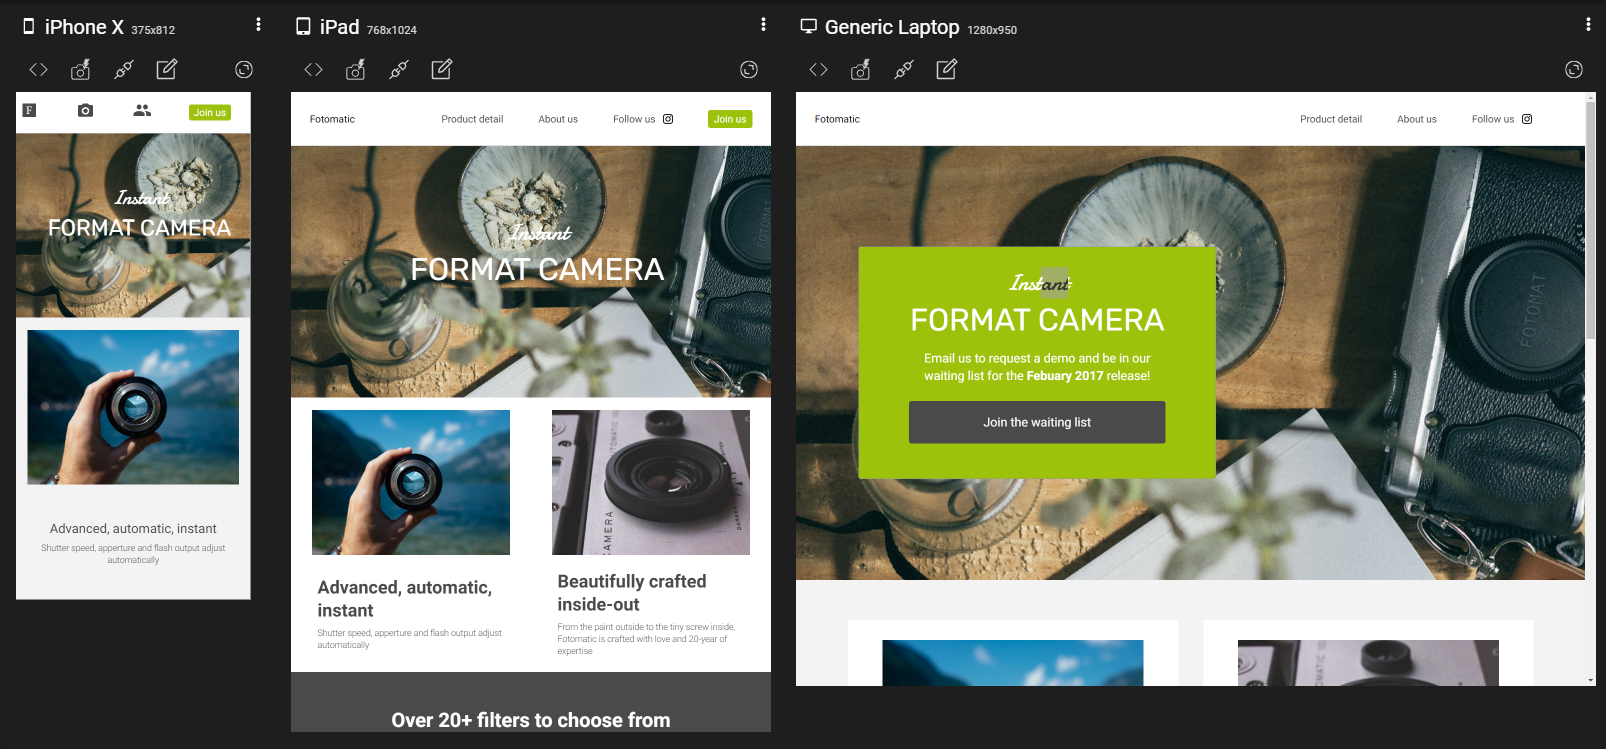 iPhone X 375x812
F
Join us
Instant
FORMAT CAMERA
Advanced, automatic, instant
Shutter speed, apperture and flash output adjust
automatically
iPad 768x1024
Fotomatic Product detail About us Follow us Join us
Instant
FORMAT CAMERA
Advanced, automatic,
instant
Shutter speed, apperture and flash output adjust
automatically
CAMERA
Beautifully crafted
inside-out
From the paint outside to the tiny screw inside,
Fotomatic is crafted with love and 20-year of
expertise
Over 20+ filters to choose from
Generic Laptop 1280x950
Fotomatic Product detail About us Follow us
Instant
FORMAT CAMERA
Email us to request a demo and be in our
waiting list for the Febuary 2017 release!
Join the waiting list
FOTOMAT